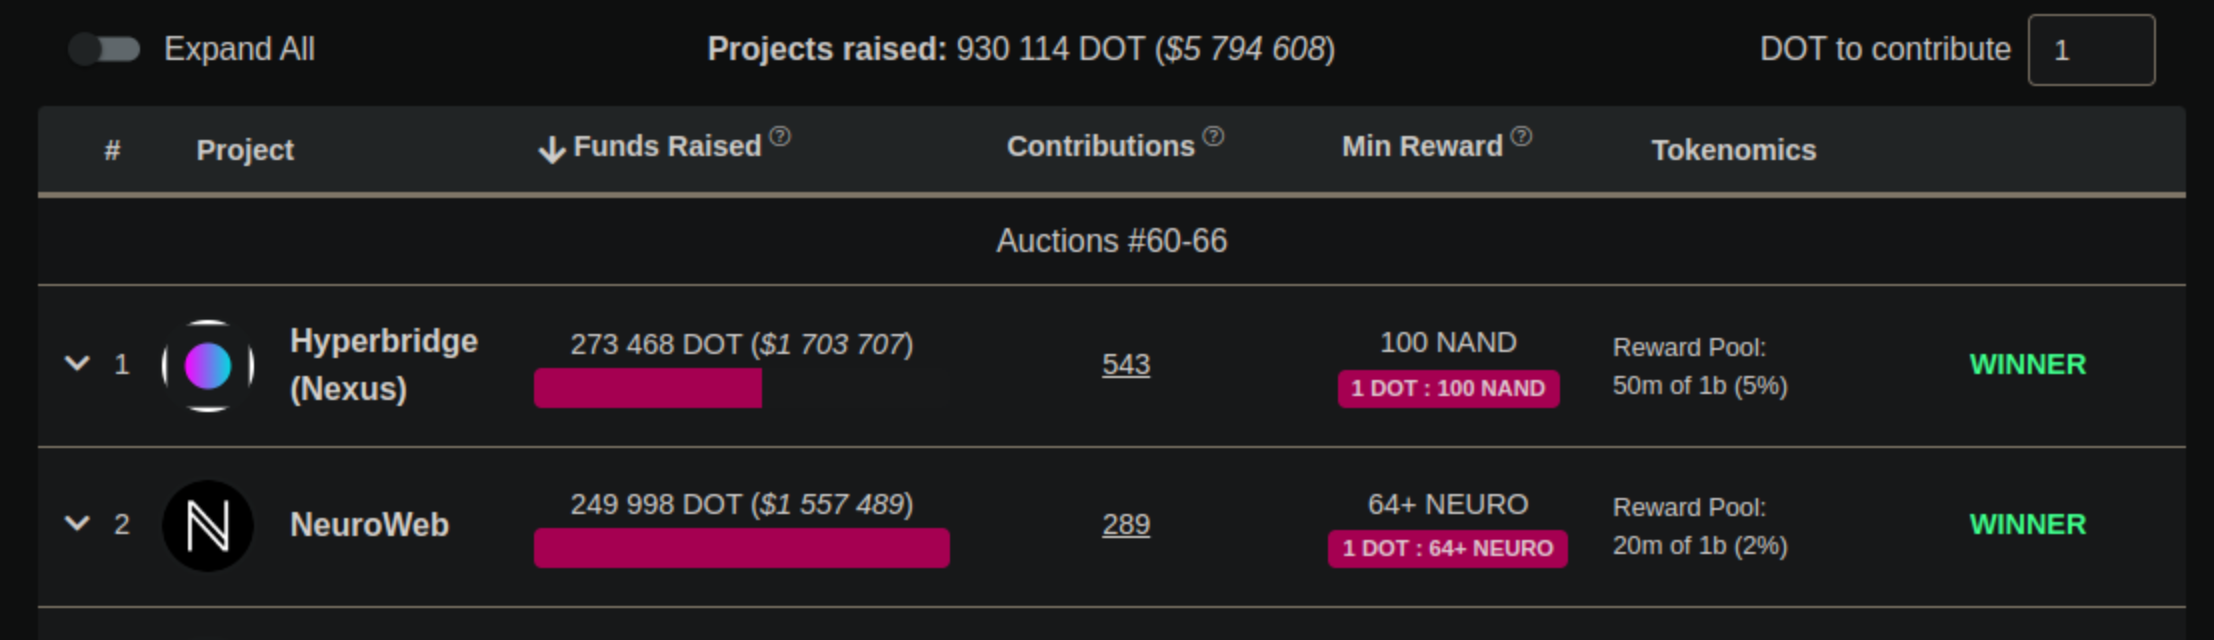 Expand All
Projects raised: 930 114 DOT ($5 794 608)
DOT to contribute 1
# Project Funds Raised ? Contributions ? Min Reward ? Tokenomics
Auctions #60-66
1 Hyperbridge (Nexus)
273 468 DOT ($1 703 707)
543
100 NAND
1 DOT : 100 NAND
Reward Pool:
50m of 1b (5%)
WINNER
2 NeuroWeb
249 998 DOT ($1 557 489)
289
64+ NEURO
1 DOT : 64+ NEURO
Reward Pool:
20m of 1b (2%)
WINNER